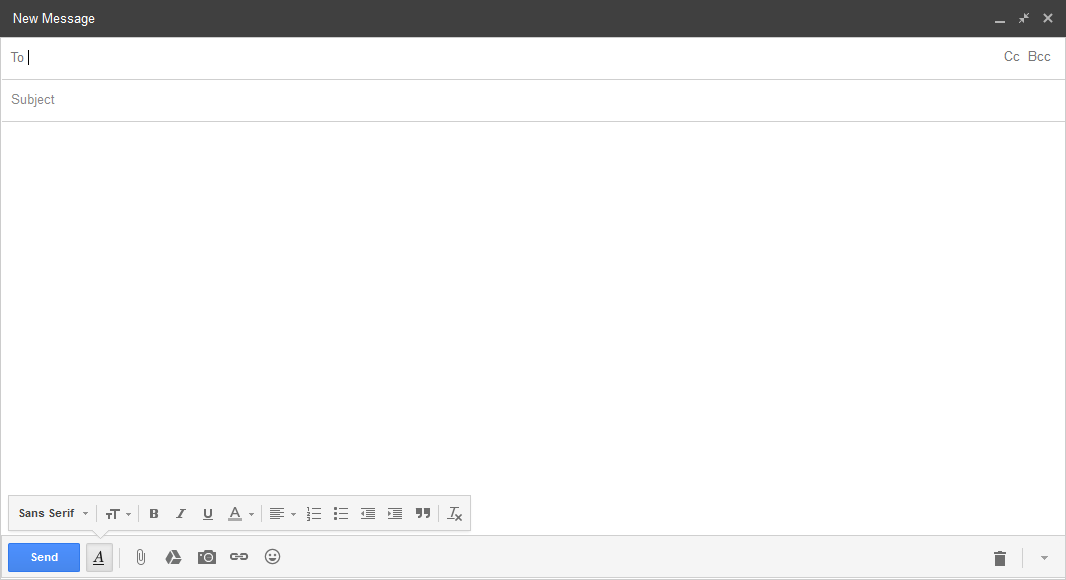 New Message
To
Cc Bcc
Subject
Sans Serif
Send